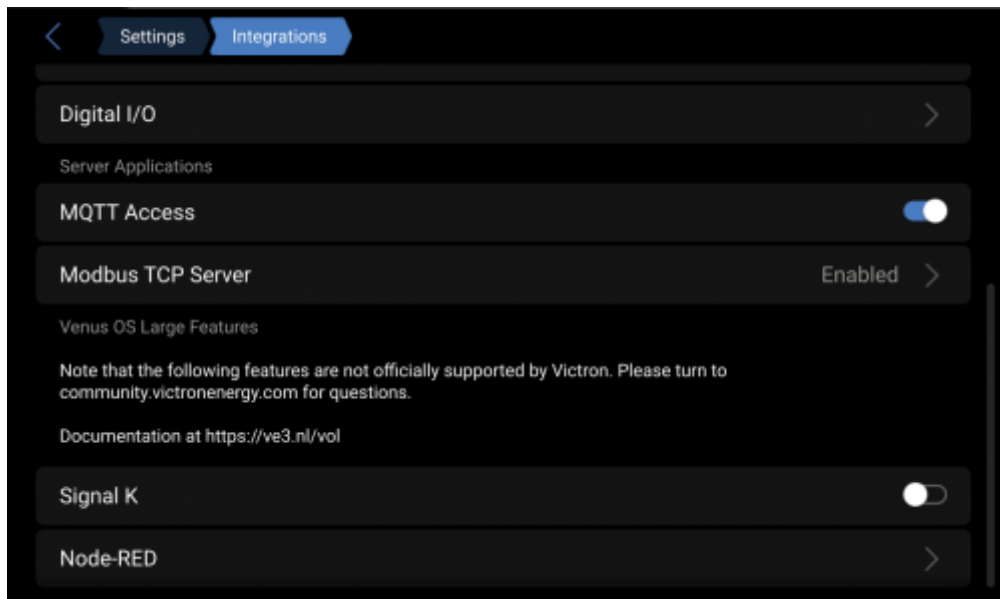 Settings
Integrations
Digital I/O
Server Applications
MQTT Access
Modbus TCP Server
Enabled
Venus OS Large Features
Note that the following features are not officially supported by Victron. Please turn to
community.victronenergy.com for questions.
Documentation at https://ve3.nl/vol
Signal K
Node-RED